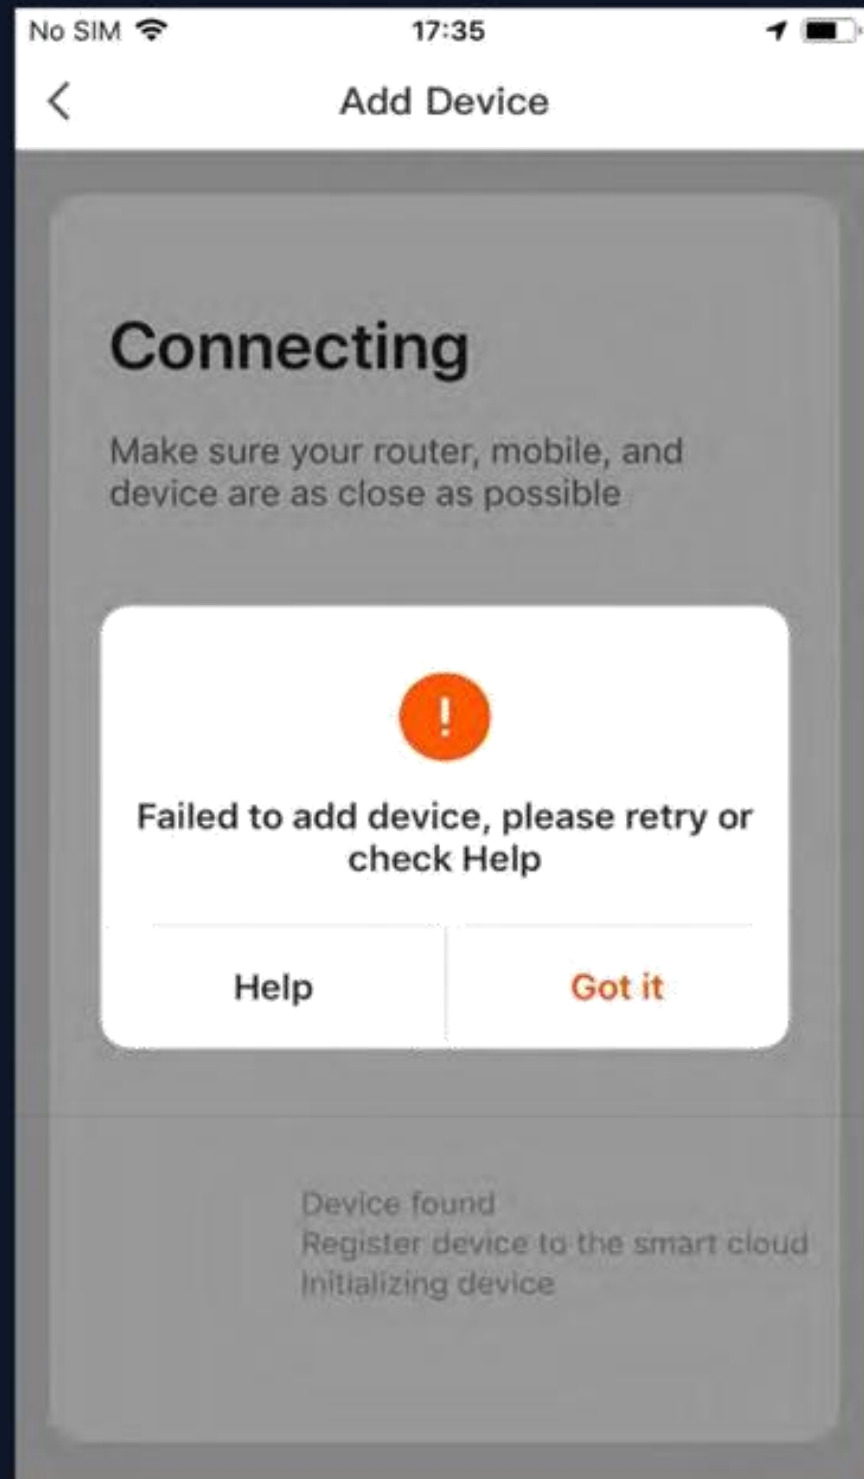 No SIM 17:35
Add Device
Connecting
Make sure your router, mobile, and
device are as close as possible
!
Failed to add device, please retry or
check Help
Help Got it
Device found
Register device to the smart cloud
Initializing device